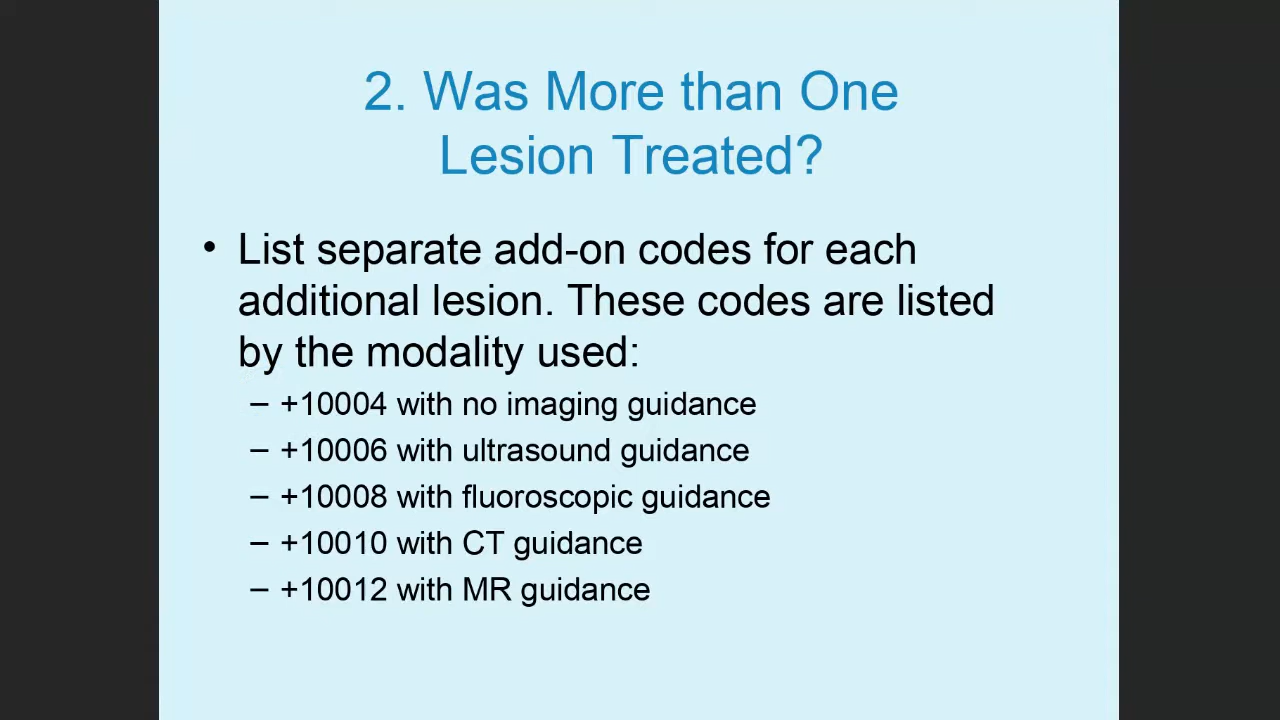 2. Was More than One
Lesion Treated?
• List separate add-on codes for each
additional lesion. These codes are listed
by the modality used:
– +10004 with no imaging guidance
– +10006 with ultrasound guidance
– +10008 with fluoroscopic guidance
– +10010 with CT guidance
– +10012 with MR guidance